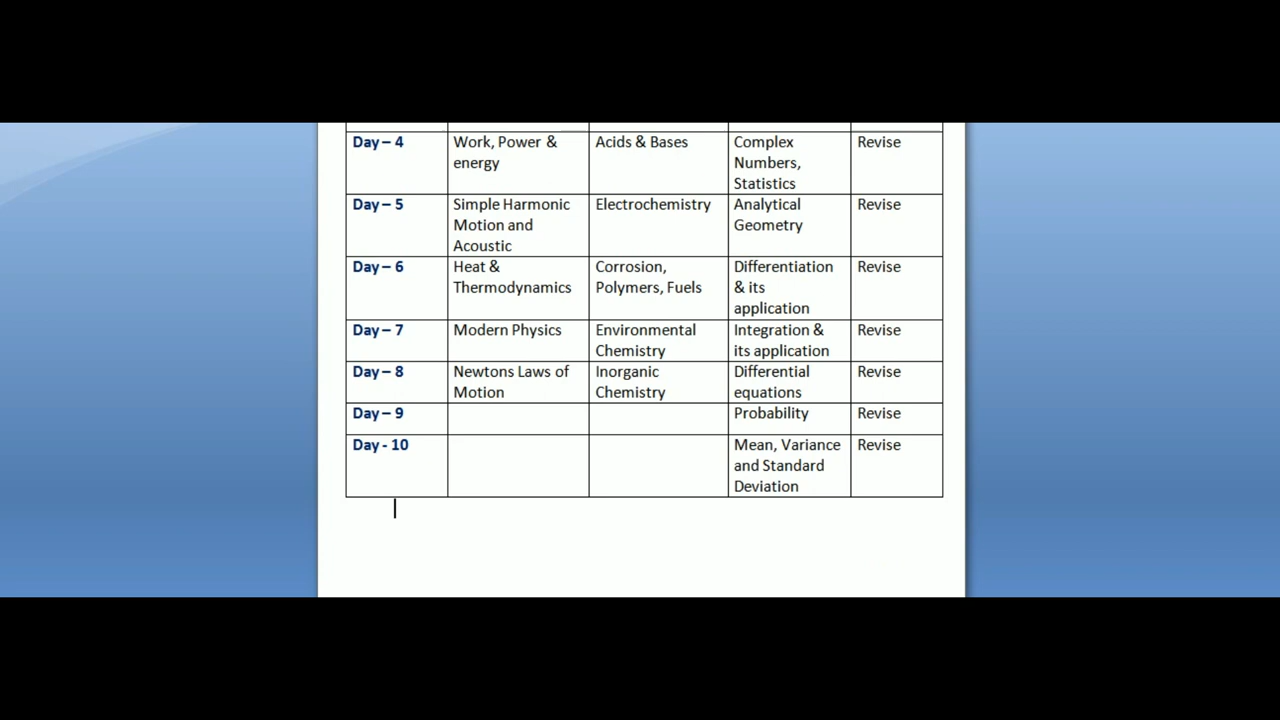 Day – 4 Work, Power & Acids & Bases Complex Revise
energy Numbers,
Statistics
Day – 5 Simple Harmonic Electrochemistry Analytical Revise
Motion and Geometry
Acoustic
Day – 6 Heat & Corrosion, Differentiation Revise
Thermodynamics Polymers, Fuels & its
application
Day – 7 Modern Physics Environmental Integration & Revise
Chemistry its application
Day – 8 Newtons Laws of Inorganic Differential Revise
Motion Chemistry equations
Day – 9 Probability Revise
Day - 10 Mean, Variance Revise
and Standard
Deviation